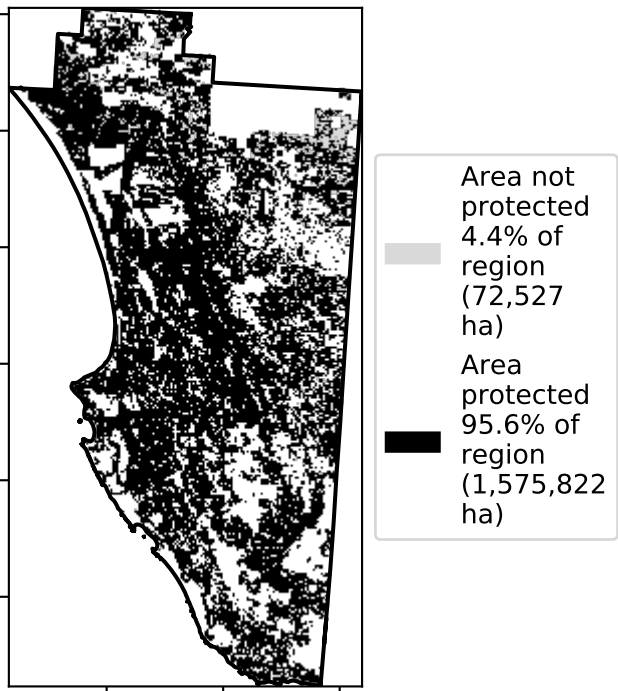 Area not
protected
4.4% of
region
(72,527
ha)
Area
protected
95.6% of
region
(1,575,822
ha)